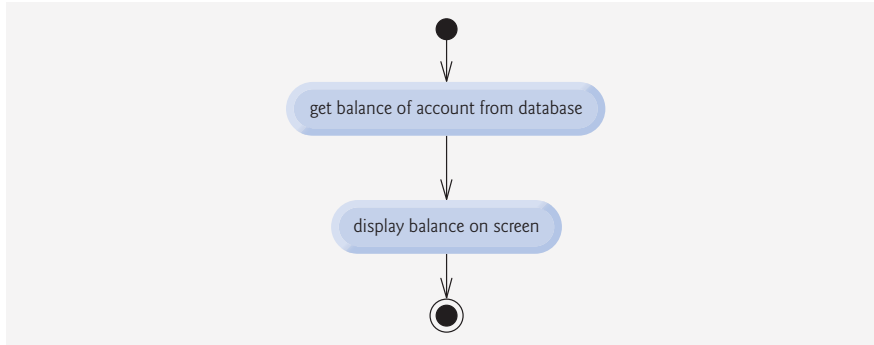 get balance of account from database
display balance on screen